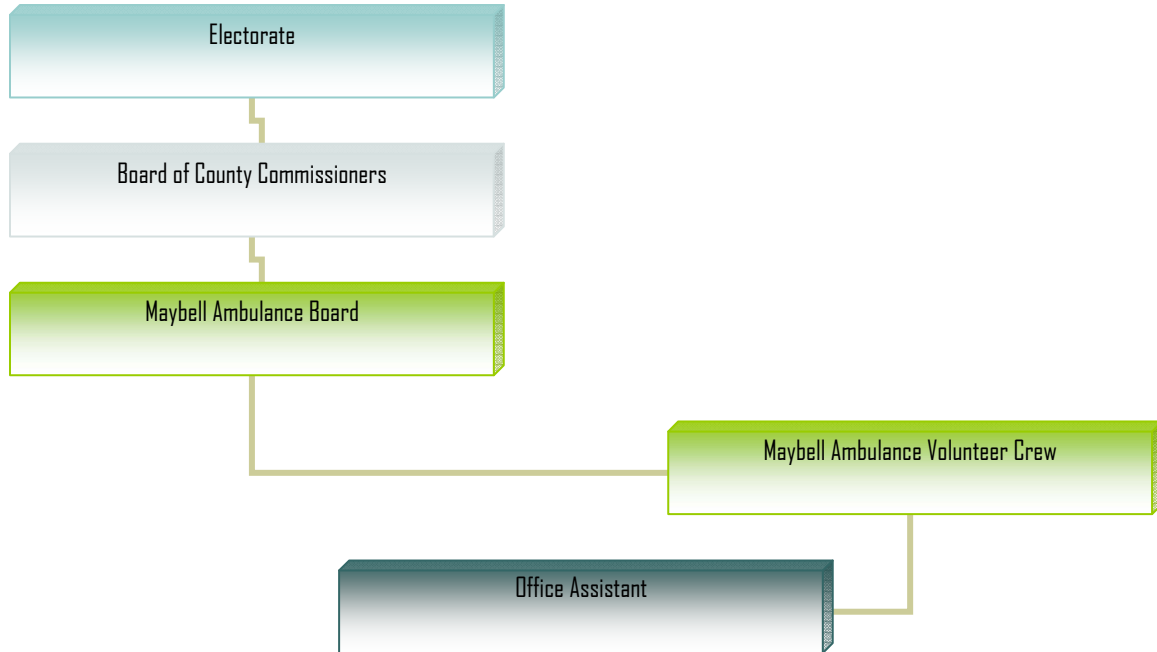 Electorate
Board of County Commissioners
Maybell Ambulance Board
Maybell Ambulance Volunteer Crew
Office Assistant